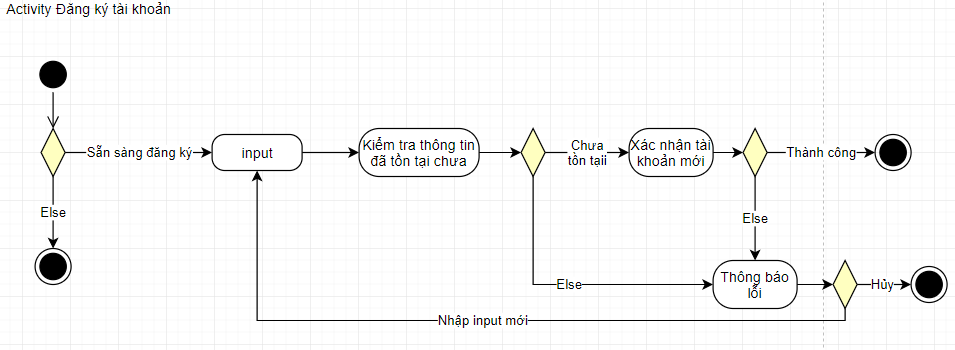 Activity Đăng ký tài khoản
Sẵn sàng đăng ký
input
Kiểm tra thông tin
đã tồn tại chưa
Chưa
tồn tạii
Xác nhận tài
khoản mới
Thành công
Else
Else
Else
Thông báo
lỗi
Hủy
Nhập input mới